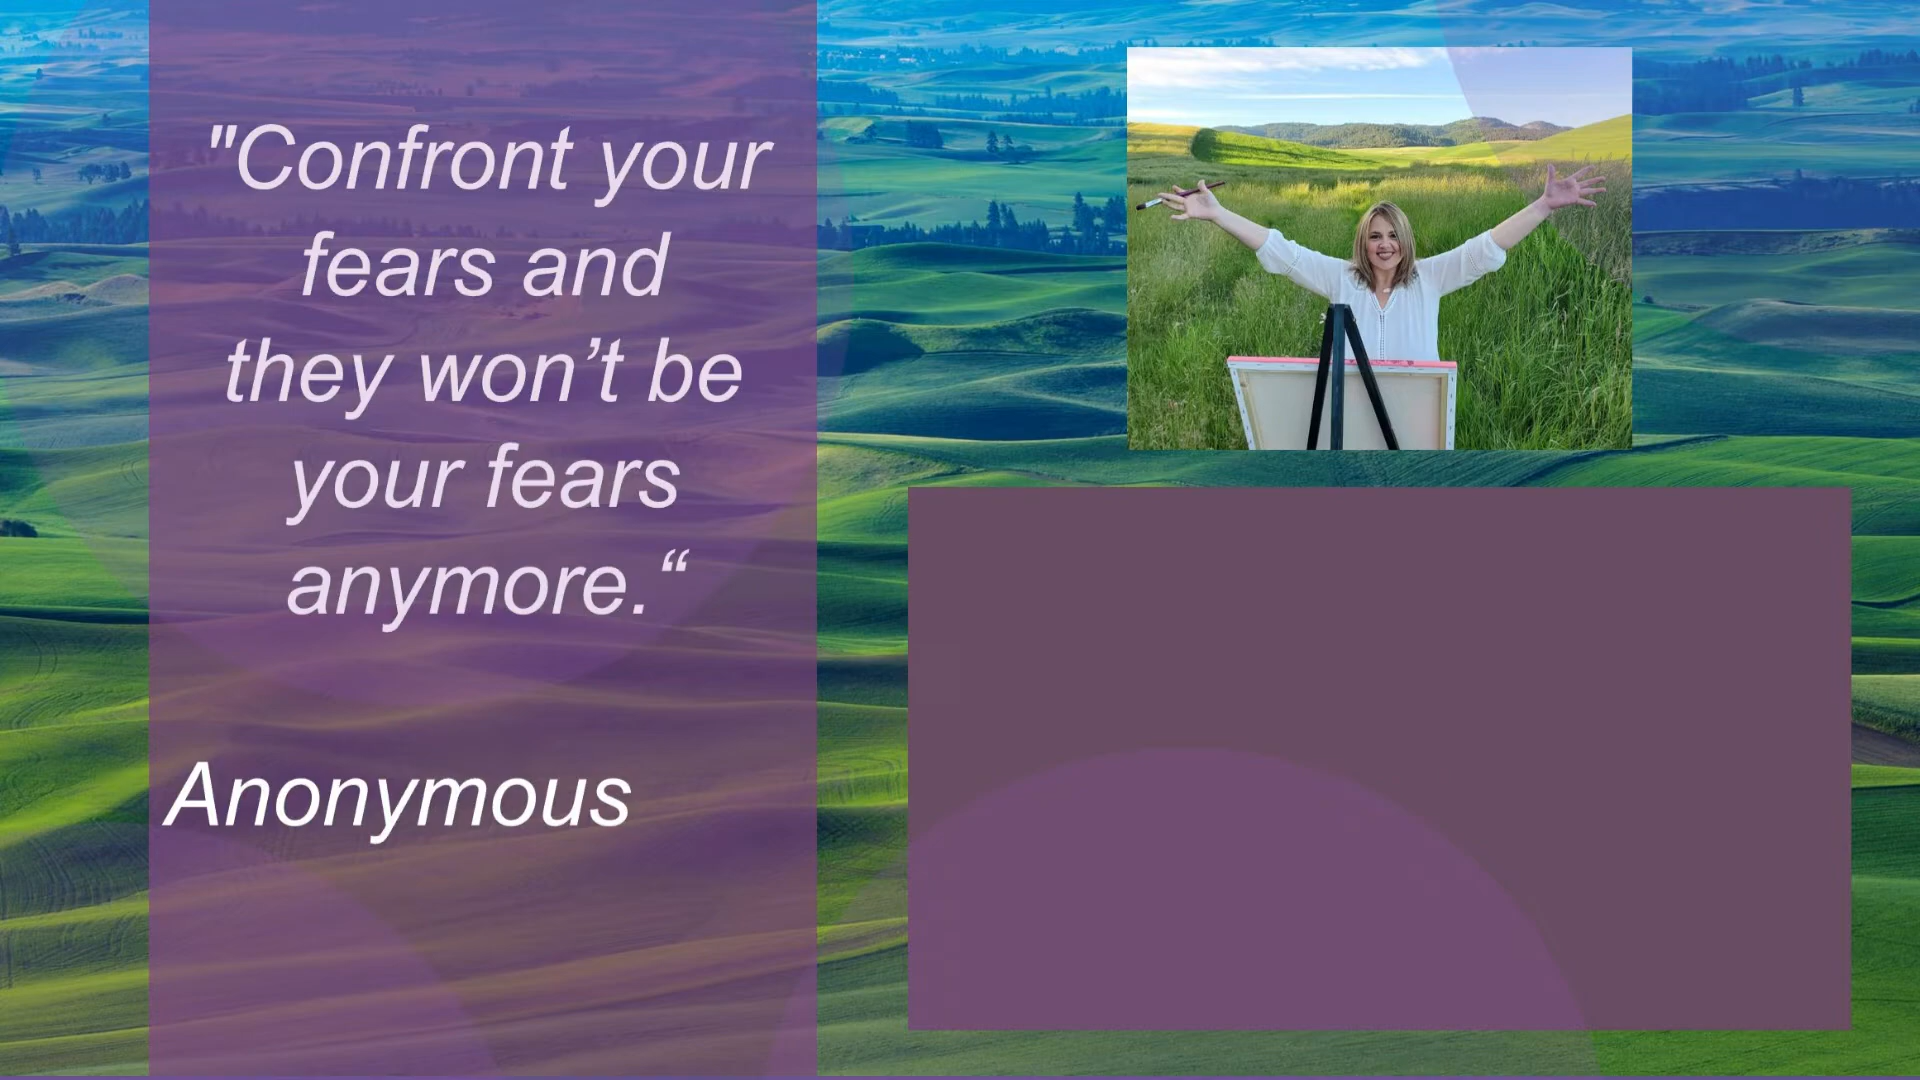 "Confront your
fears and
they won’t be
your fears
anymore.“
Anonymous